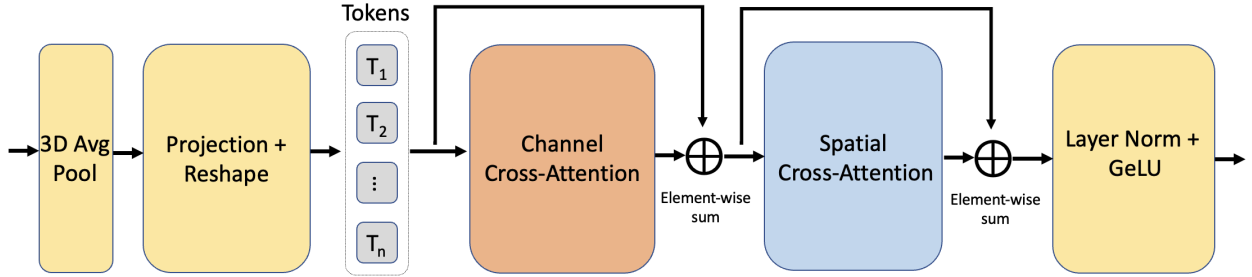 Tokens
3D Avg
Pool
Projection +
Reshape
T1
T2
...
Tn
Channel
Cross-Attention
Element-wise
sum
Spatial
Cross-Attention
Element-wise
sum
Layer Norm +
GeLU